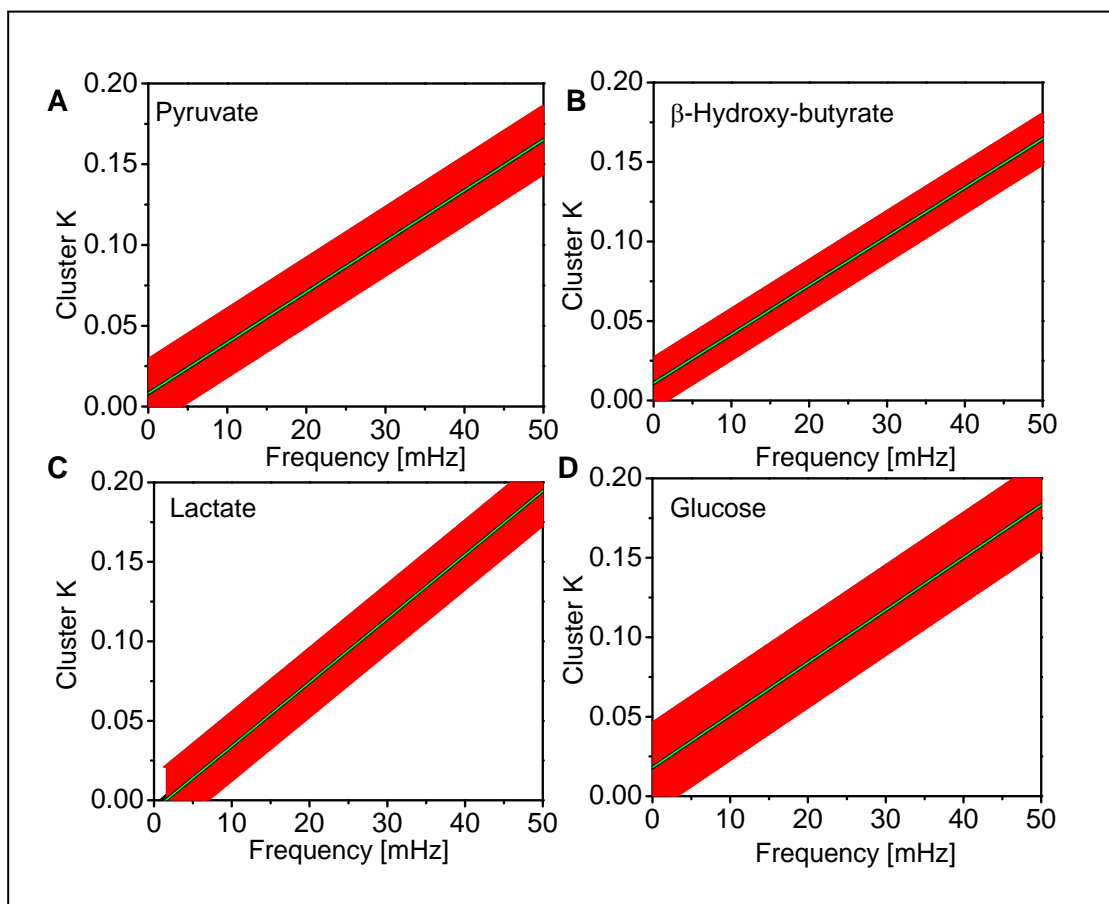 A
Pyruvate
0.20
0.15
0.10
0.05
0.00
Cluster K
0 10 20 30 40 50
Frequency [mHz]
B
β-Hydroxy-butyrate
0.20
0.15
0.10
0.05
0.00
Cluster K
0 10 20 30 40 50
Frequency [mHz]
C
Lactate
0.20
0.15
0.10
0.05
0.00
Cluster K
0 10 20 30 40 50
Frequency [mHz]
D
Glucose
0.20
0.15
0.10
0.05
0.00
Cluster K
0 10 20 30 40 50
Frequency [mHz]